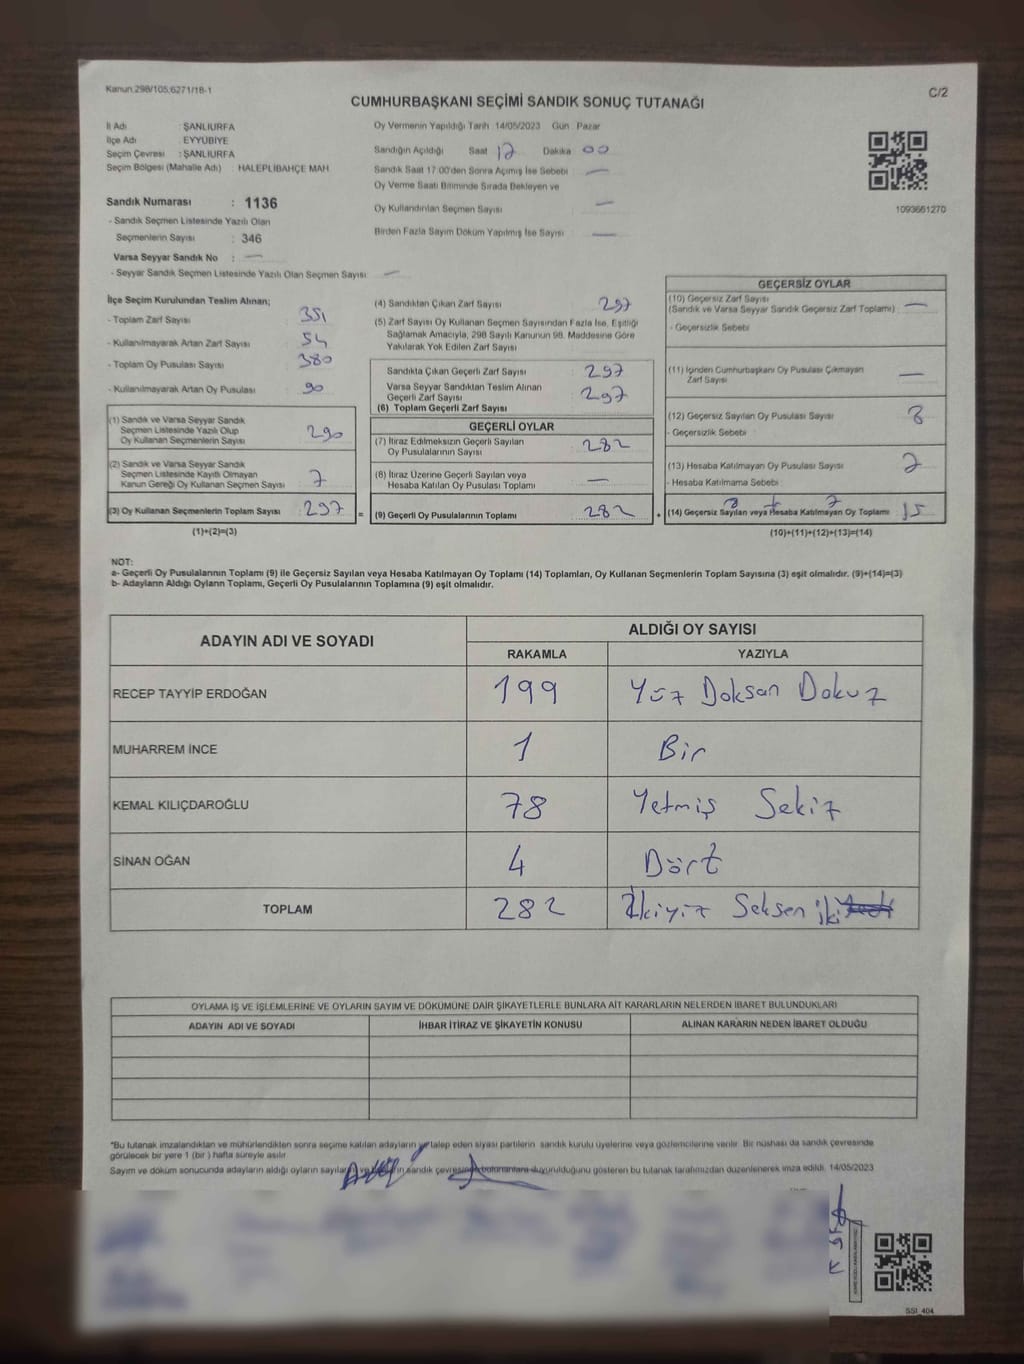 Kanun.298/105;6271/18-1
C/2
CUMHURBAŞKANI SEÇİMİ SANDIK SONUÇ TUTANAĞI
İl Adı : ŞANLIURFA
İlçe Adı EYYÜBİYE
Seçim Çevresi : ŞANLIURFA
Seçim Bölgesi (Mahalle Adı) : HALEPLİBAHÇE MAH
Sandık Numarası : 1136
- Sandık Seçmen Listesinde Yazılı Olan
Seçmenlerin Sayısı : 346
Varsa Seyyar Sandık No : —
- Seyyar Sandık Seçmen Listesinde Yazılı Olan Seçmen Sayısı —
Oy Vermenin Yapıldığı Tarih 14/05/2023 Gün Pazar
Sandığın Açıldığı Saat 17 Dakika 00
Sandık Saat 17:00'den Sonra Açılmış İse Sebebi —
Oy Verme Saati Bitiminde Sırada Bekleyen ve
Oy Kullandırılan Seçmen Sayısı —
Birden Fazla Sayım Döküm Yapılmış İse Sayısı —
1093661270
İlçe Seçim Kurulundan Teslim Alınan;
- Toplam Zarf Sayısı 351
- Kullanılmayarak Artan Zarf Sayısı 54
- Toplam Oy Pusulası Sayısı 380
- Kullanılmayarak Artan Oy Pusulası 90
(1) Sandık ve Varsa Seyyar Sandık
Seçmen Listesinde Yazılı Olup
Oy Kullanan Seçmenlerin Sayısı 290
(2) Sandık ve Varsa Seyyar Sandık
Seçmen Listesinde Kayıtlı Olmayan
Kanun Gereği Oy Kullanan Seçmen Sayısı 7
(3) Oy Kullanan Seçmenlerin Toplam Sayısı : 297 =
(1)+(2)=(3)
(4) Sandıktan Çıkan Zarf Sayısı 297
(5) Zarf Sayısı Oy Kullanan Seçmen Sayısından Fazla İse, Eşitliği
Sağlamak Amacıyla, 298 Sayılı Kanunun 98. Maddesine Göre
Yakılarak Yok Edilen Zarf Sayısı
Sandıkta Çıkan Geçerli Zarf Sayısı 297
Varsa Seyyar Sandıktan Teslim Alınan
Geçerli Zarf Sayısı 297
(6) Toplam Geçerli Zarf Sayısı
GEÇERLİ OYLAR
(7) İtiraz Edilmeksizin Geçerli Sayılan
Oy Pusulalarının Sayısı 282
(8) İtiraz Üzerine Geçerli Sayılan veya
Hesaba Katılan Oy Pusulası Toplamı —
(9) Geçerli Oy Pusulalarının Toplamı 282 +
GEÇERSİZ OYLAR
(10) Geçersiz Zarf Sayısı
(Sandık ve Varsa Seyyar Sandık Geçersiz Zarf Toplamı) : —
- Geçersizlik Sebebi
(11) İçinden Cumhurbaşkanı Oy Pusulası Çıkmayan
Zarf Sayısı —
(12) Geçersiz Sayılan Oy Pusulası Sayısı 8
- Geçersizlik Sebebi
(13) Hesaba Katılmayan Oy Pusulası Sayısı 7
- Hesaba Katılmama Sebebi
8 + 7
(14) Geçersiz Sayılan veya Hesaba Katılmayan Oy Toplamı 15
(10)+(11)+(12)+(13)=(14)
NOT:
a- Geçerli Oy Pusulalarının Toplamı (9) ile Geçersiz Sayılan veya Hesaba Katılmayan Oy Toplamı (14) Toplamları, Oy Kullanan Seçmenlerin Toplam Sayısına (3) eşit olmalıdır. (9)+(14)=(3)
b- Adayların Aldığı Oyların Toplamı, Geçerli Oy Pusulalarının Toplamına (9) eşit olmalıdır.
ADAYIN ADI VE SOYADI ALDIĞI OY SAYISI
RAKAMLA YAZIYLA
RECEP TAYYİP ERDOĞAN 199 Yüz Doksan Dokuz
MUHARREM İNCE 1 Bir
KEMAL KILIÇDAROĞLU 78 Yetmiş Sekiz
SİNAN OĞAN 4 Dört
TOPLAM 282 İkiyüz Seksen iki
OYLAMA İŞ VE İŞLEMLERİNE VE OYLARIN SAYIM VE DÖKÜMÜNE DAİR ŞİKAYETLERLE BUNLARA AİT KARARLARIN NELERDEN İBARET BULUNDUKLARI
ADAYIN ADI VE SOYADI İHBAR İTİRAZ VE ŞİKAYETİN KONUSU ALINAN KARARIN NEDEN İBARET OLDUĞU
*Bu tutanak imzalandıktan ve mühürlendikten sonra seçime katılan adayların ve talep eden siyasi partilerin sandık kurulu üyelerine veya gözlemcilerine verilir. Bir nüshası da sandık çevresinde
görülecek bir yere 1 (bir) hafta süreyle asılır
Sayım ve döküm sonucunda adayların aldığı oyların sayıları sandık çevresinde bulunanlara duyurulduğunu gösteren bu tutanak tarafımızdan düzenlenerek imza edildi. 14/05/2023
SSI_404